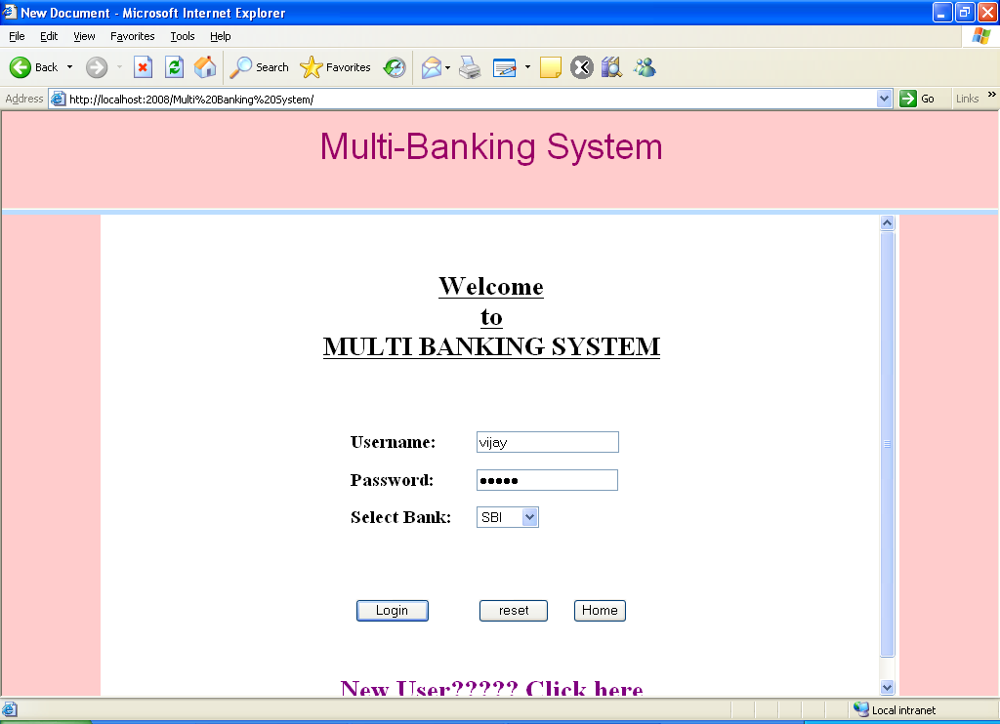 New Document - Microsoft Internet Explorer
File Edit View Favorites Tools Help
Back Search Favorites
Address http://localhost:2008/Multi%20Banking%20System/ Go Links »
Multi-Banking System
Welcome
to
MULTI BANKING SYSTEM
Username: vijay
Password: •••••
Select Bank: SBI
Login reset Home
New User????? Click here
Local intranet